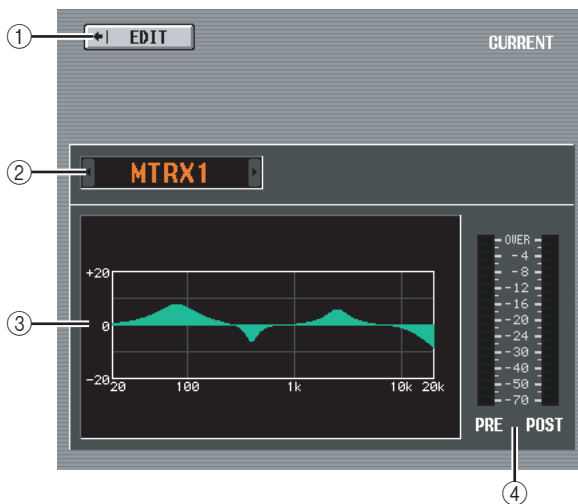 ① EDIT
CURRENT
② MTRX1
③
+20
0
-20
20 100 1k 10k 20k
OVER
-4
-8
-12
-16
-20
-24
-30
-40
-50
-70
PRE POST
④